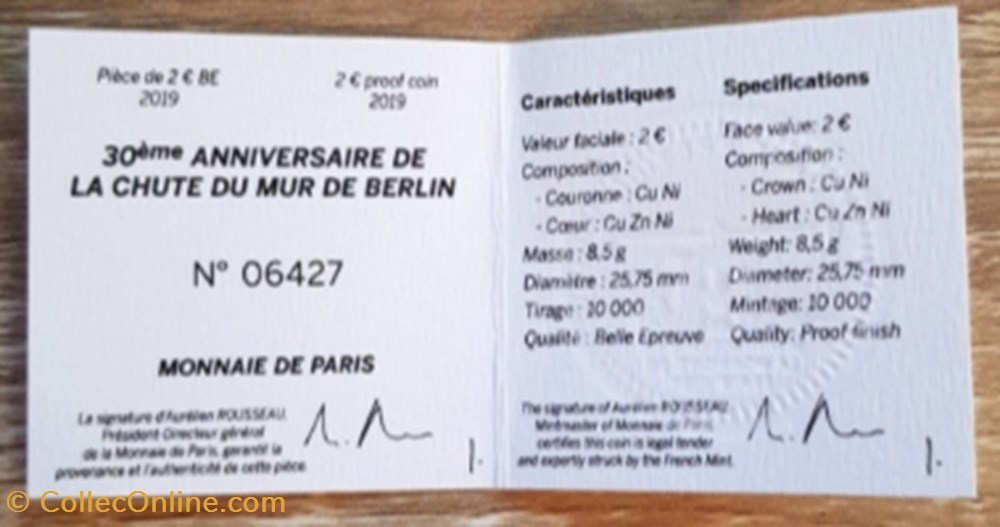 Pièce de 2 € BE
2019
2 € proof coin
2019
30ème ANNIVERSAIRE DE
LA CHUTE DU MUR DE BERLIN
N° 06427
MONNAIE DE PARIS
La signature d'Aurélien ROUSSEAU,
Président-Directeur général
de la Monnaie de Paris, garantit la
provenance et l'authenticité de cette pièce.
Caractéristiques
Valeur faciale : 2 €
Composition :
- Couronne : Cu Ni
- Cœur : Cu Zn Ni
Masse : 8,5 g
Diamètre : 25,75 mm
Tirage : 10 000
Qualité : Belle Épreuve
Specifications
Face value: 2 €
Composition :
- Crown : Cu Ni
- Heart : Cu Zn Ni
Weight: 8,5 g
Diameter: 25,75 mm
Mintage: 10 000
Quality: Proof finish
The signature of Aurélien ROUSSEAU,
Mintmaster of Monnaie de Paris,
certifies this coin is legal tender
and expertly struck by the French Mint.
© CollecOnline.com